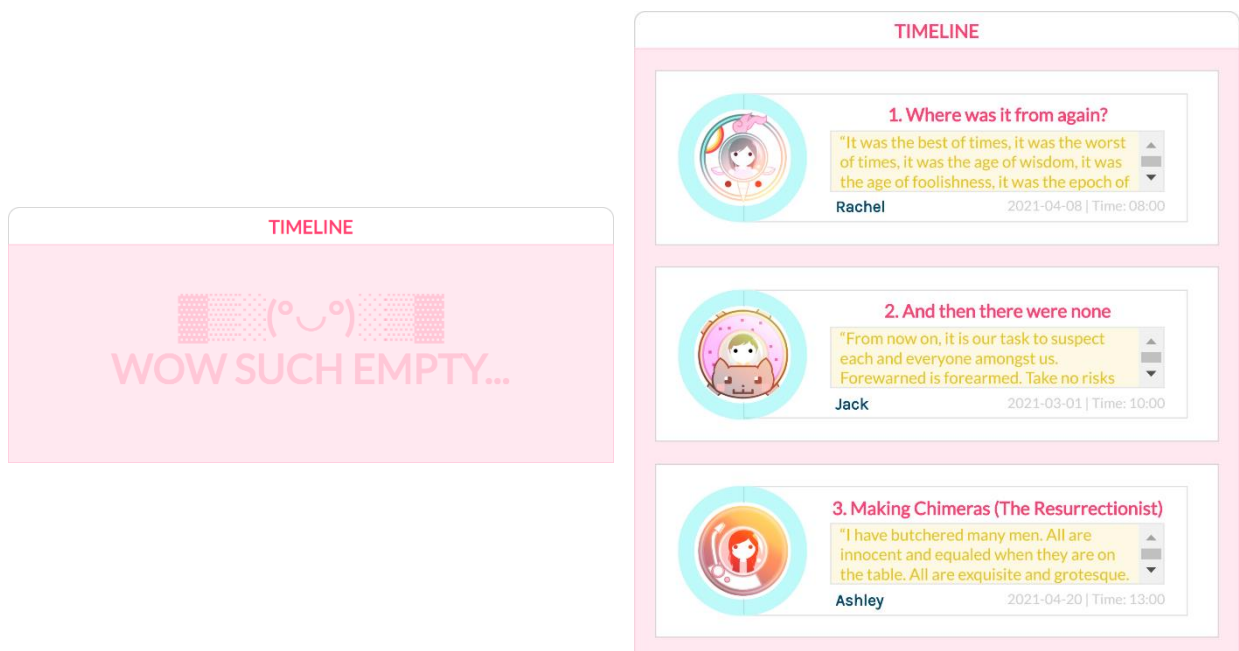 TIMELINE
(°◡°)
WOW SUCH EMPTY...
TIMELINE
1. Where was it from again?
"It was the best of times, it was the worst
of times, it was the age of wisdom, it was
the age of foolishness, it was the epoch of
Rachel
2021-04-08 | Time: 08:00
2. And then there were none
"From now on, it is our task to suspect
each and everyone amongst us.
Forewarned is forearmed. Take no risks
Jack
2021-03-01 | Time: 10:00
3. Making Chimeras (The Resurrectionist)
"I have butchered many men. All are
innocent and equaled when they are on
the table. All are exquisite and grotesque.
Ashley
2021-04-20 | Time: 13:00